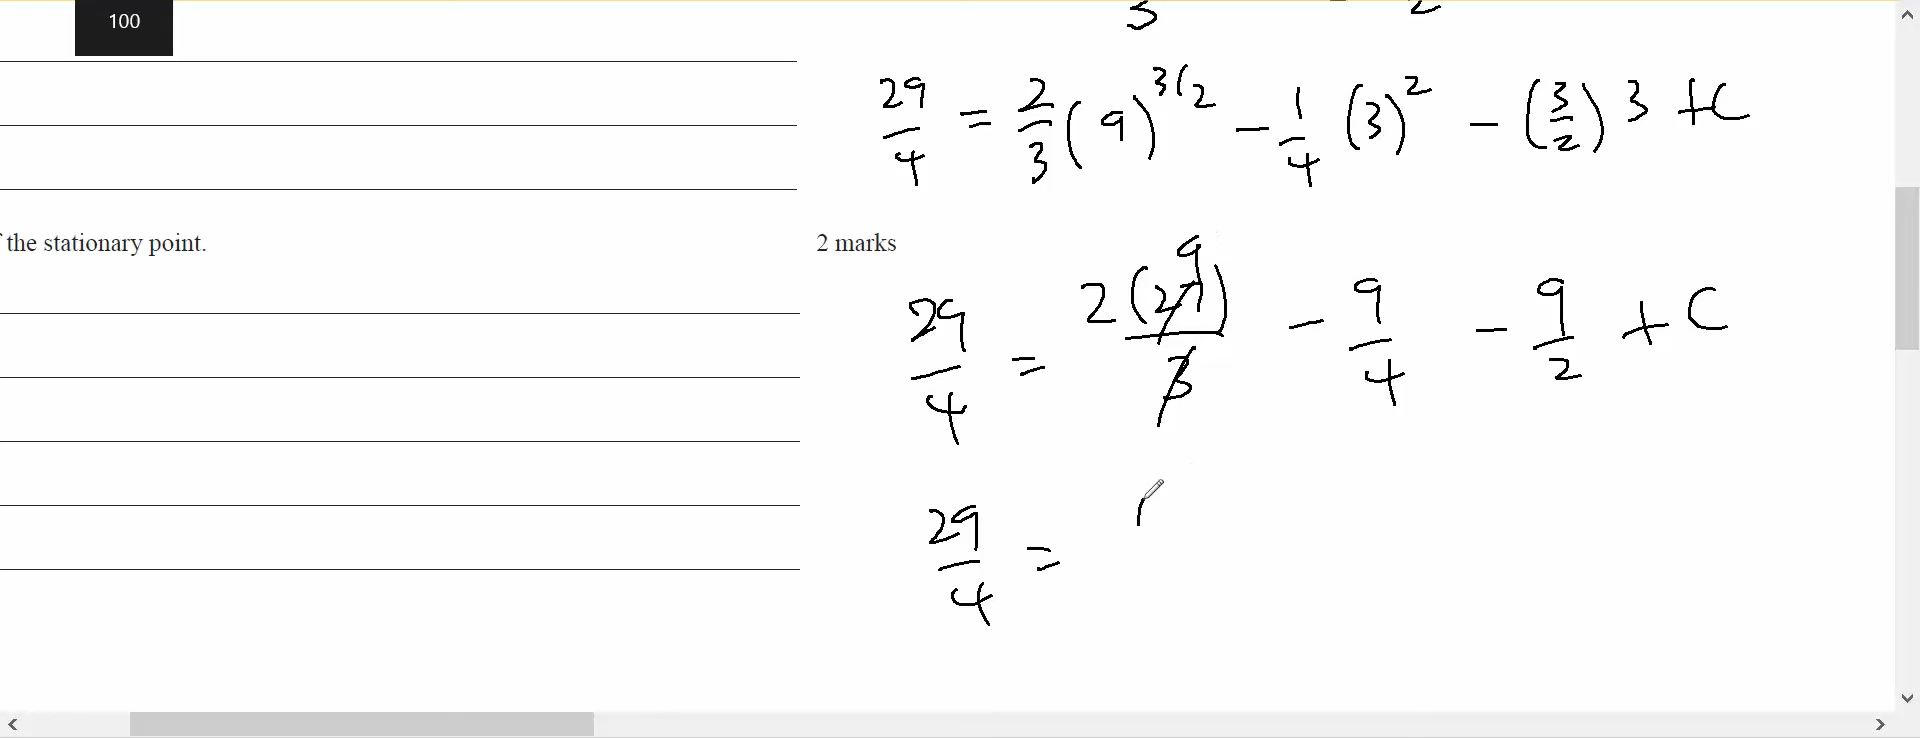 100
29/4 = 2/3 (9)^3/2 - 1/4 (3)^2 - (3/2) 3 + C
the stationary point. 2 marks
29/4 = 2(27)/3 9 - 9/4 - 9/2 + C
29/4 =